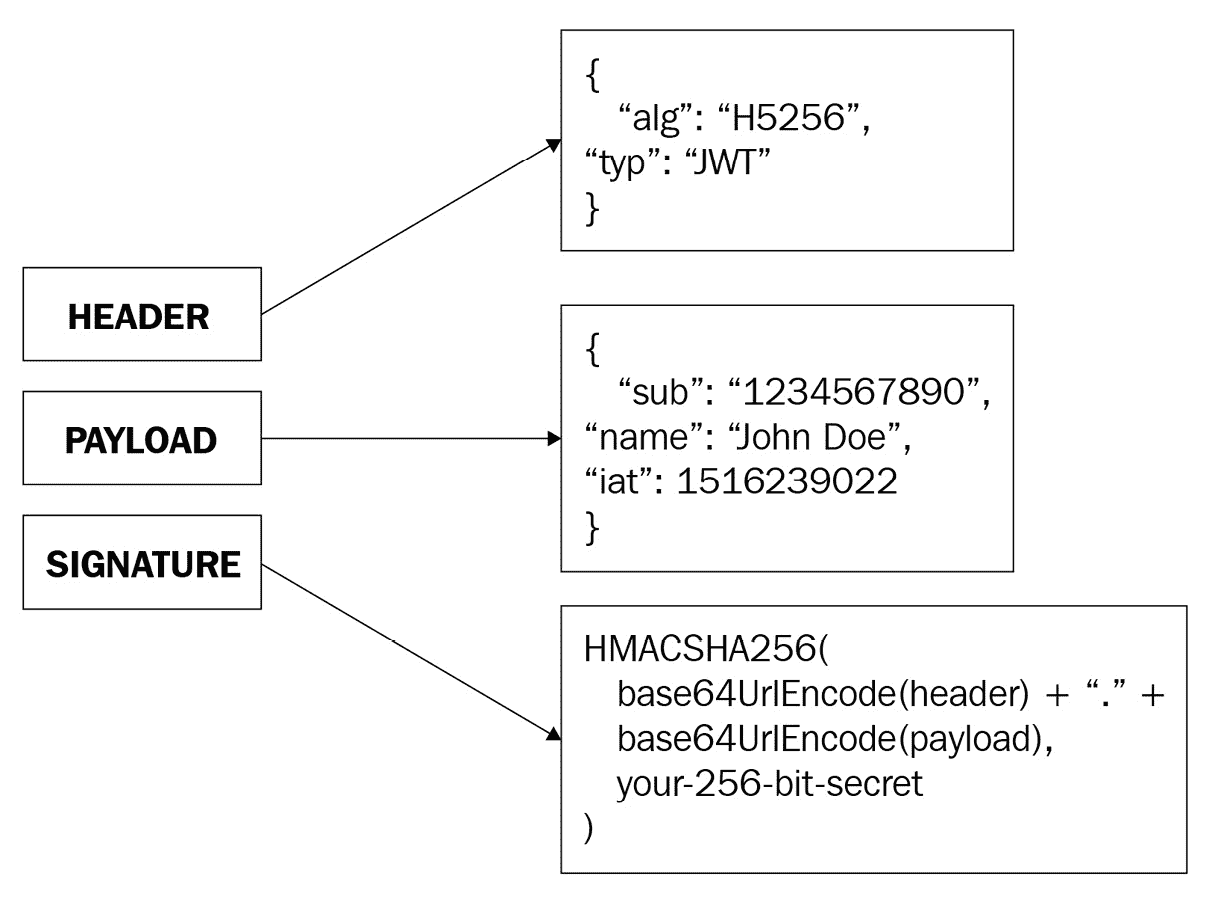 HEADER
{
“alg”: “H5256”,
“typ”: “JWT”
}
PAYLOAD
{
“sub”: “1234567890”,
“name”: “John Doe”,
“iat”: 1516239022
}
SIGNATURE
HMACSHA256(
base64UrlEncode(header) + “.” +
base64UrlEncode(payload),
your-256-bit-secret
)